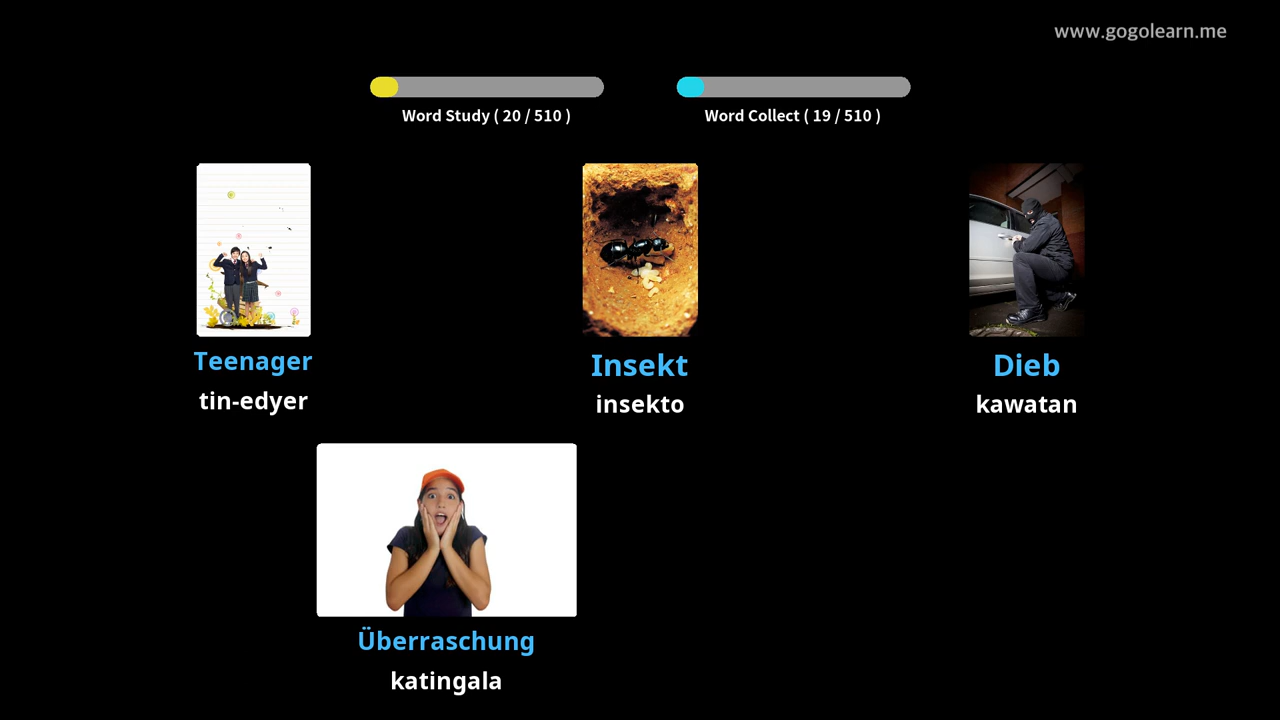 www.gogolearn.me
Word Study ( 20 / 510 )
Word Collect ( 19 / 510 )
Teenager
tin-edyer
Insekt
insekto
Dieb
kawatan
Überraschung
katingala